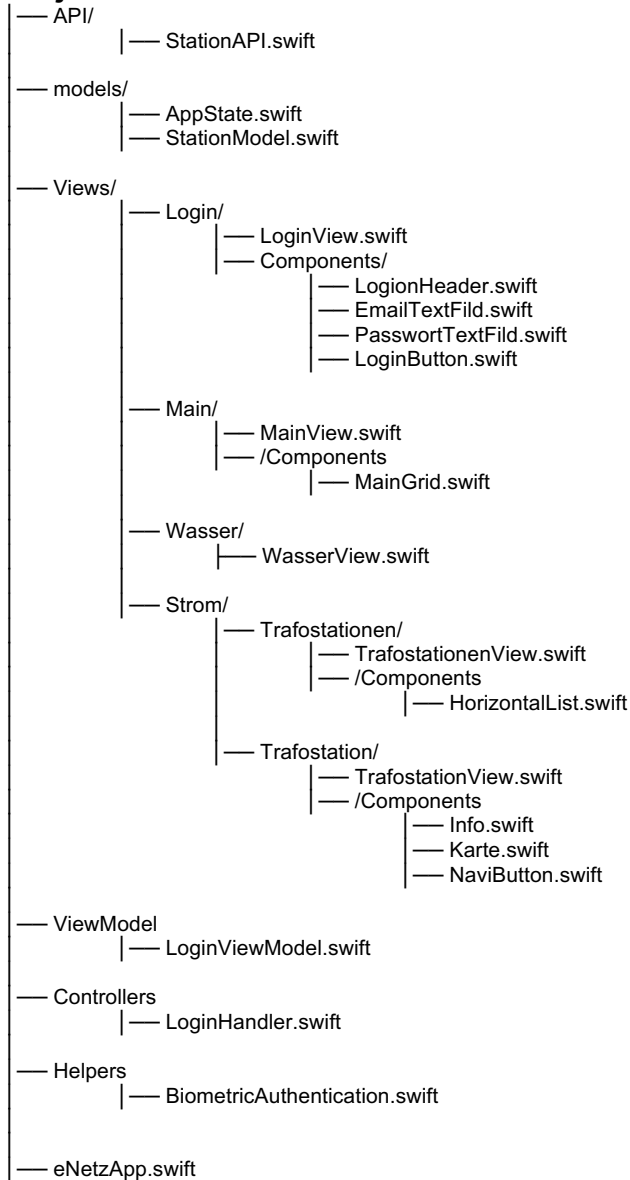 API/
StationAPI.swift
models/
AppState.swift
StationModel.swift
Views/
Login/
LoginView.swift
Components/
LogionHeader.swift
EmailTextFild.swift
PasswortTextFild.swift
LoginButton.swift
Main/
MainView.swift
/Components
MainGrid.swift
Wasser/
WasserView.swift
Strom/
Trafostationen/
TrafostationenView.swift
/Components
HorizontalList.swift
Trafostation/
TrafostationView.swift
/Components
Info.swift
Karte.swift
NaviButton.swift
ViewModel
LoginViewModel.swift
Controllers
LoginHandler.swift
Helpers
BiometricAuthentication.swift
eNetzApp.swift